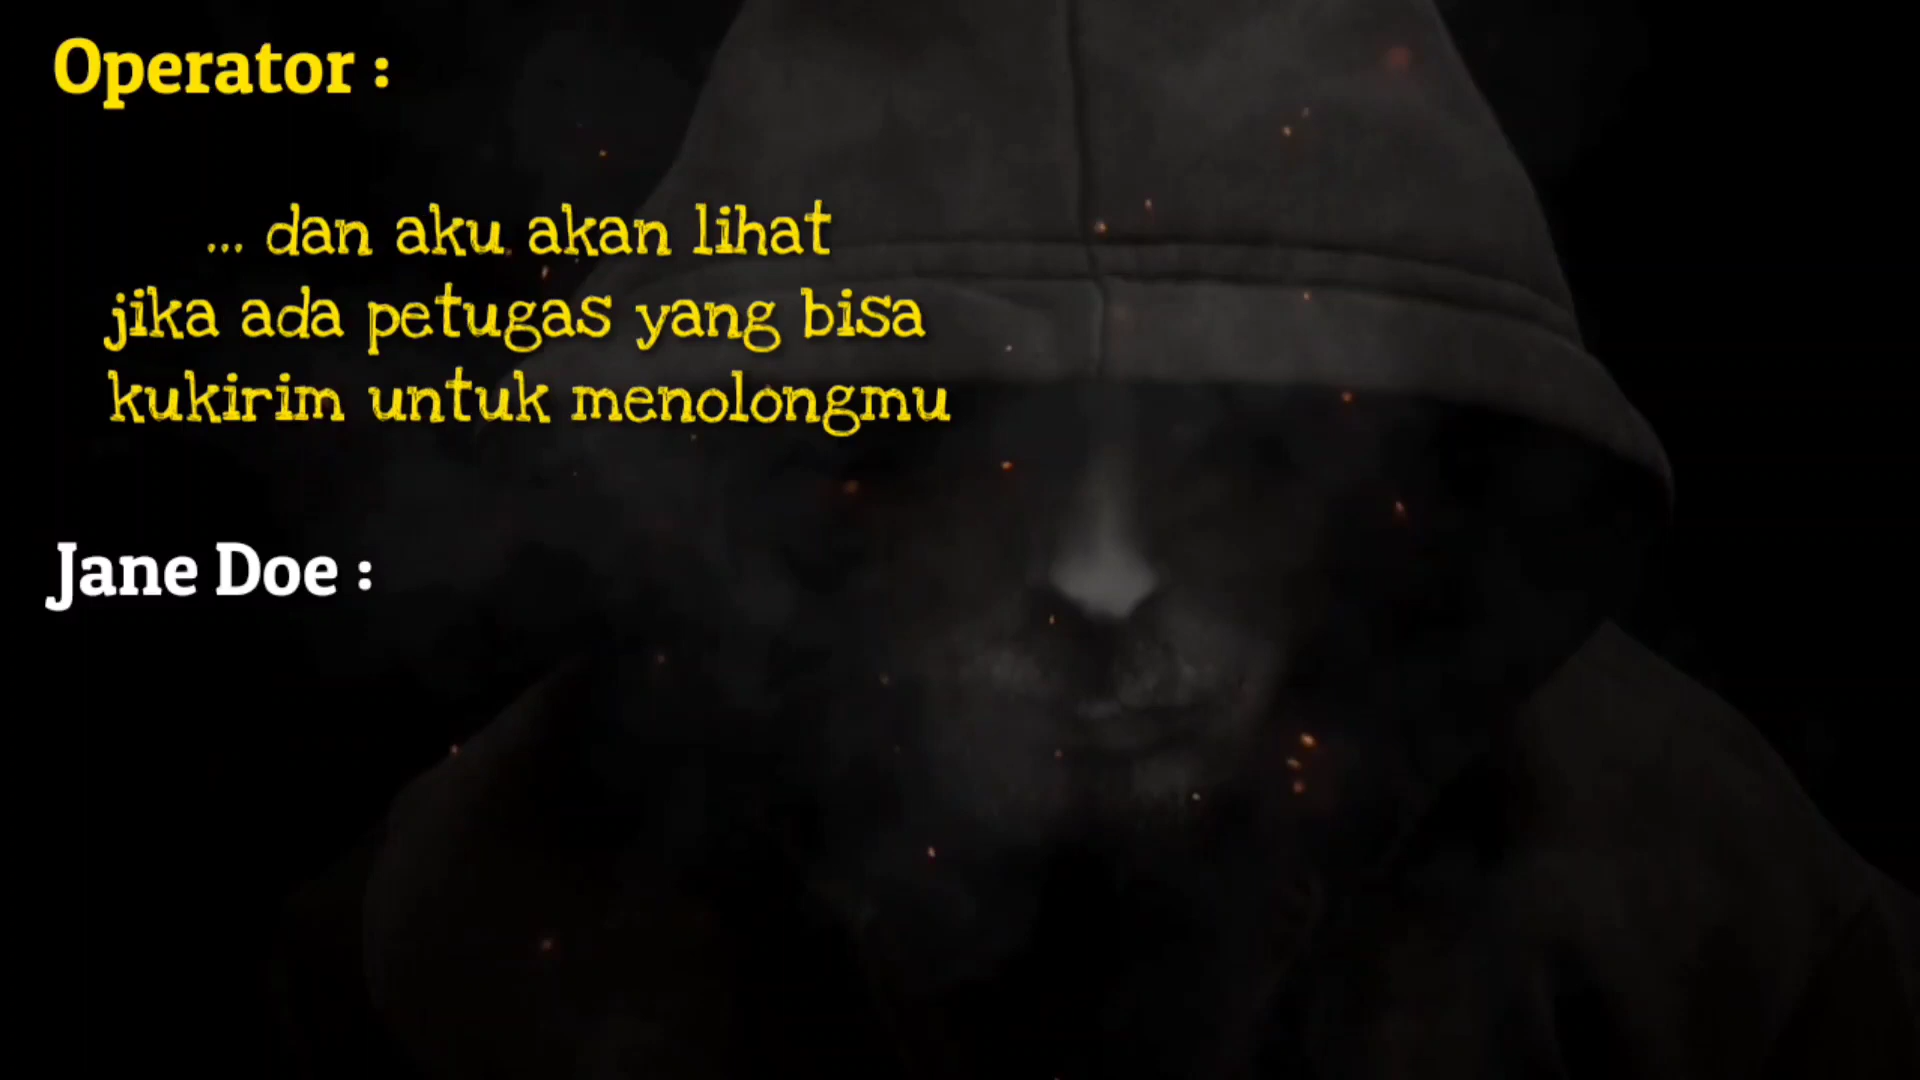 Operator :
... dan aku akan lihat
jika ada petugas yang bisa
kukirim untuk menolongmu
Jane Doe :